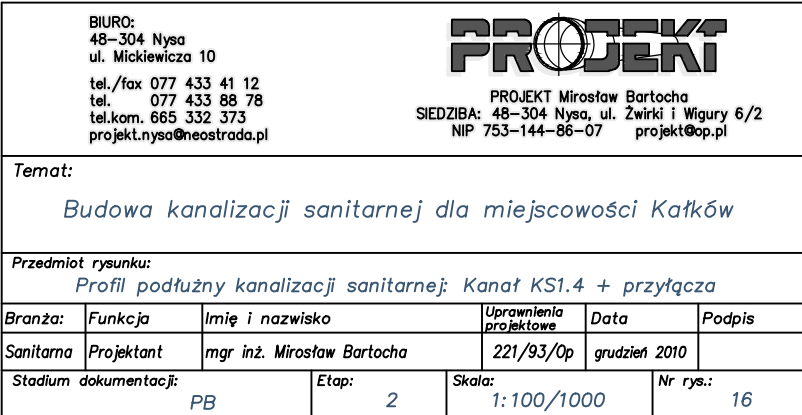 BIURO:
48-304 Nysa
ul. Mickiewicza 10
tel./fax 077 433 41 12
tel. 077 433 88 78
tel.kom. 665 332 373
projekt.nysa@neostrada.pl
PROJEKT
PROJEKT Mirosław Bartocha
SIEDZIBA: 48-304 Nysa, ul. Żwirki i Wigury 6/2
NIP 753-144-86-07 projekt@op.pl
Temat:
Budowa kanalizacji sanitarnej dla miejscowości Kałków
Przedmiot rysunku:
Profil podłużny kanalizacji sanitarnej: Kanał KS1.4 + przyłącza
Branża: Funkcja Imię i nazwisko Uprawnienia projektowe Data Podpis
Sanitarna Projektant mgr inż. Mirosław Bartocha 221/93/Op grudzień 2010
Stadium dokumentacji: Etap: Skala: Nr rys.:
PB 2 1:100/1000 16